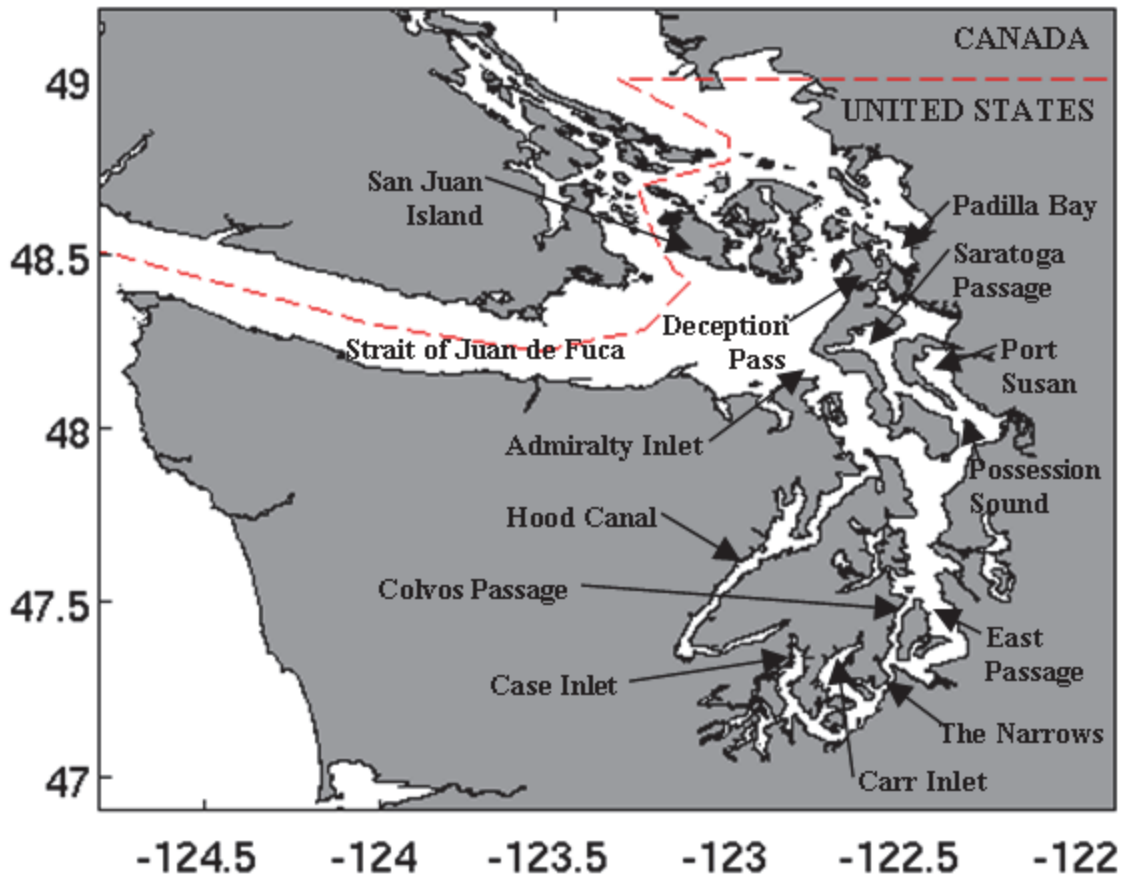 CANADA
49
UNITED STATES
San Juan
Island
Padilla Bay
48.5
Saratoga
Passage
Deception
Pass
Strait of Juan de Fuca
Port
Susan
48
Admiralty Inlet
Possession
Sound
Hood Canal
Colvos Passage
47.5
East
Passage
Case Inlet
The Narrows
47
Carr Inlet
-124.5
-124
-123.5
-123
-122.5
-122